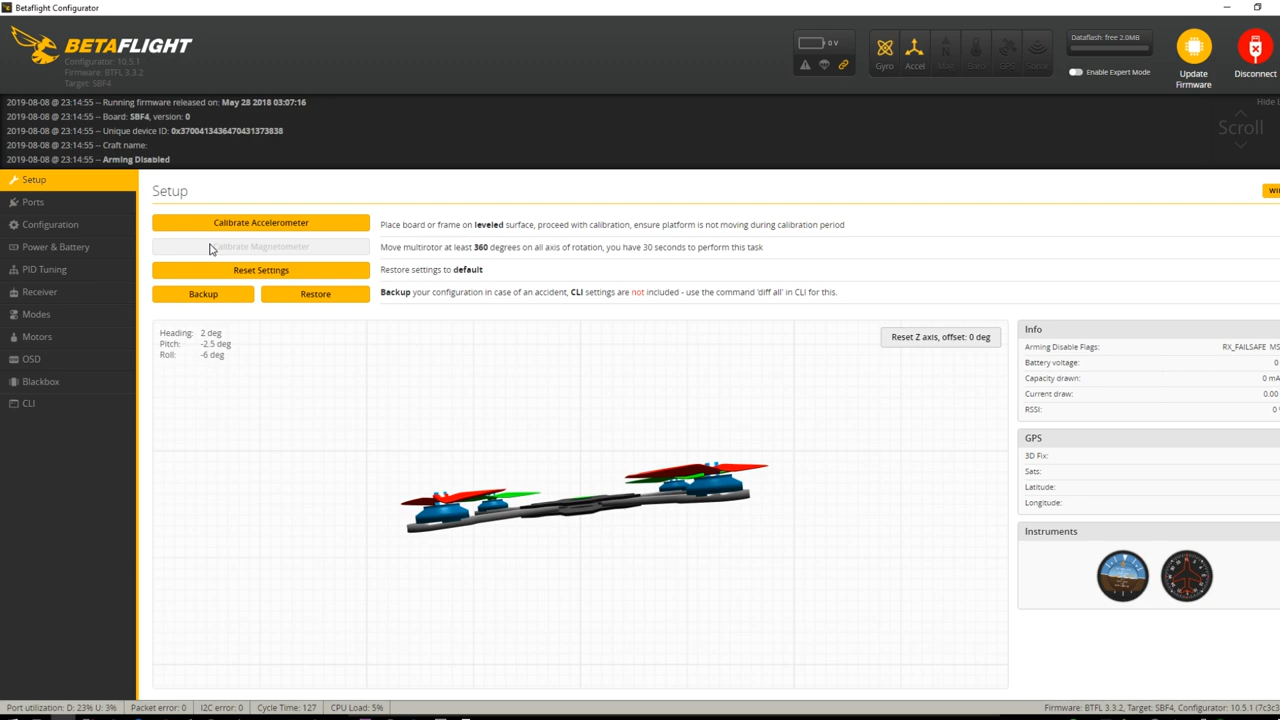 Betaflight Configurator
BETAFLIGHT
Configurator: 10.5.1
Firmware: BTFL 3.3.2
Target: SBF4
0 V
Gyro
Accel
Mag
Baro
GPS
Sonar
Dataflash: free 2.0MB
Enable Expert Mode
Update
Firmware
Disconnect
2019-08-08 @ 23:14:55 -- Running firmware released on: May 28 2018 03:07:16
2019-08-08 @ 23:14:55 -- Board: SBF4, version: 0
2019-08-08 @ 23:14:55 -- Unique device ID: 0x3700413436470431373838
2019-08-08 @ 23:14:55 -- Craft name:
2019-08-08 @ 23:14:55 -- Arming Disabled
Hide L
Scroll
Setup
Ports
Configuration
Power & Battery
PID Tuning
Receiver
Modes
Motors
OSD
Blackbox
CLI
Setup
WI
Calibrate Accelerometer
Place board or frame on leveled surface, proceed with calibration, ensure platform is not moving during calibration period
Calibrate Magnetometer
Move multirotor at least 360 degrees on all axis of rotation, you have 30 seconds to perform this task
Reset Settings
Restore settings to default
Backup
Restore
Backup your configuration in case of an accident, CLI settings are not included - use the command 'diff all' in CLI for this.
Heading: 2 deg
Pitch: -2.5 deg
Roll: -6 deg
Reset Z axis, offset: 0 deg
Info
Arming Disable Flags: RX_FAILSAFE MS
Battery voltage: 0
Capacity drawn: 0 mA
Current draw: 0.00
RSSI: 0 %
GPS
3D Fix:
Sats:
Latitude:
Longitude:
Instruments
Port utilization: D: 23% U: 3%
Packet error: 0
I2C error: 0
Cycle Time: 127
CPU Load: 5%
Firmware: BTFL 3.3.2, Target: SBF4, Configurator: 10.5.1 (7c3c